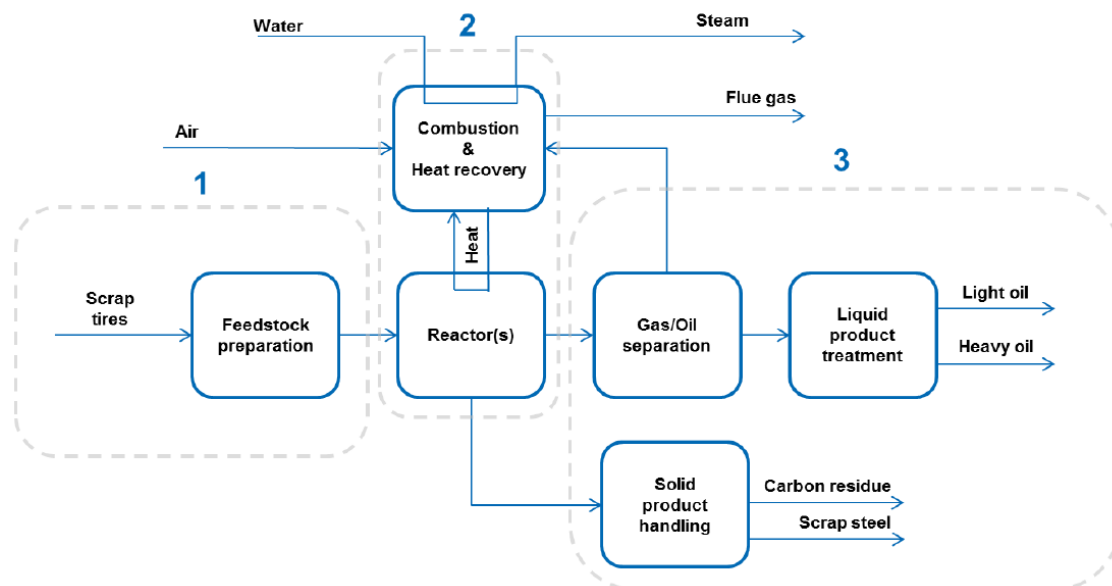 Water
2
Steam
Flue gas
Air
Combustion
&
Heat recovery
1
3
Heat
Scrap
tires
Feedstock
preparation
Reactor(s)
Gas/Oil
separation
Liquid
product
treatment
Light oil
Heavy oil
Solid
product
handling
Carbon residue
Scrap steel